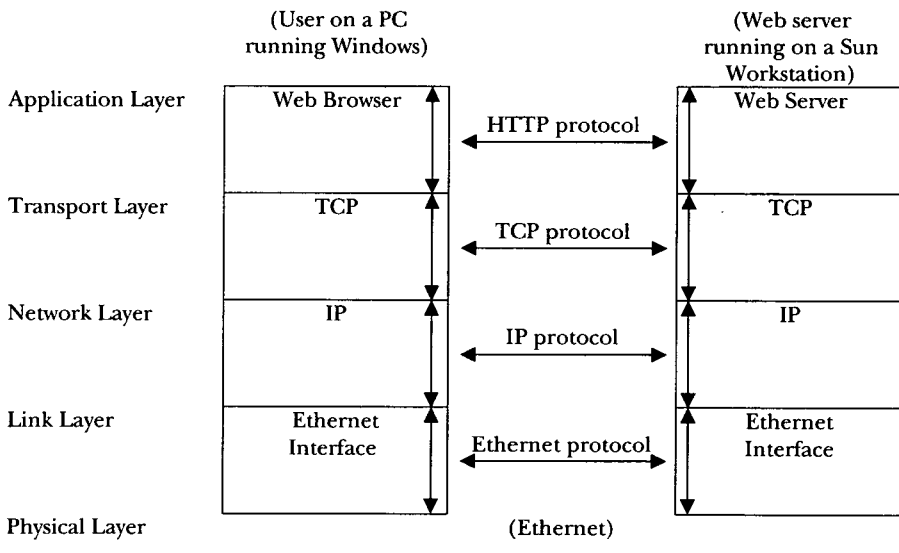 (User on a PC
running Windows)
(Web server
running on a Sun
Workstation)
Application Layer
Web Browser
Web Server
HTTP protocol
Transport Layer
TCP
TCP
TCP protocol
Network Layer
IP
IP
IP protocol
Link Layer
Ethernet
Interface
Ethernet
Interface
Ethernet protocol
Physical Layer
(Ethernet)